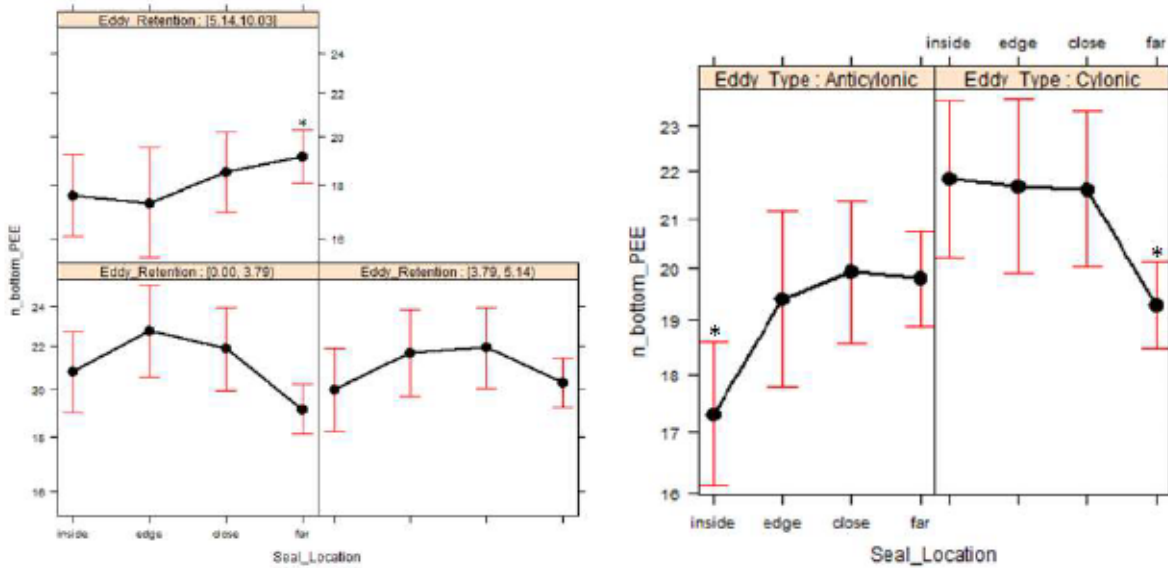 Eddy_Retention : [5.14,10.03]
24
22
20
18
16
*
n_bottom_PEE
Eddy_Retention : [0.00, 3.79)
Eddy_Retention : [3.79, 5.14)
24
22
20
18
16
inside edge close far
Seal_Location
inside edge close far
Eddy_Type : Anticylonic
Eddy_Type : Cylonic
23
22
21
20
19
18
17
16
n_bottom_PEE
*
*
inside edge close far
Seal_Location